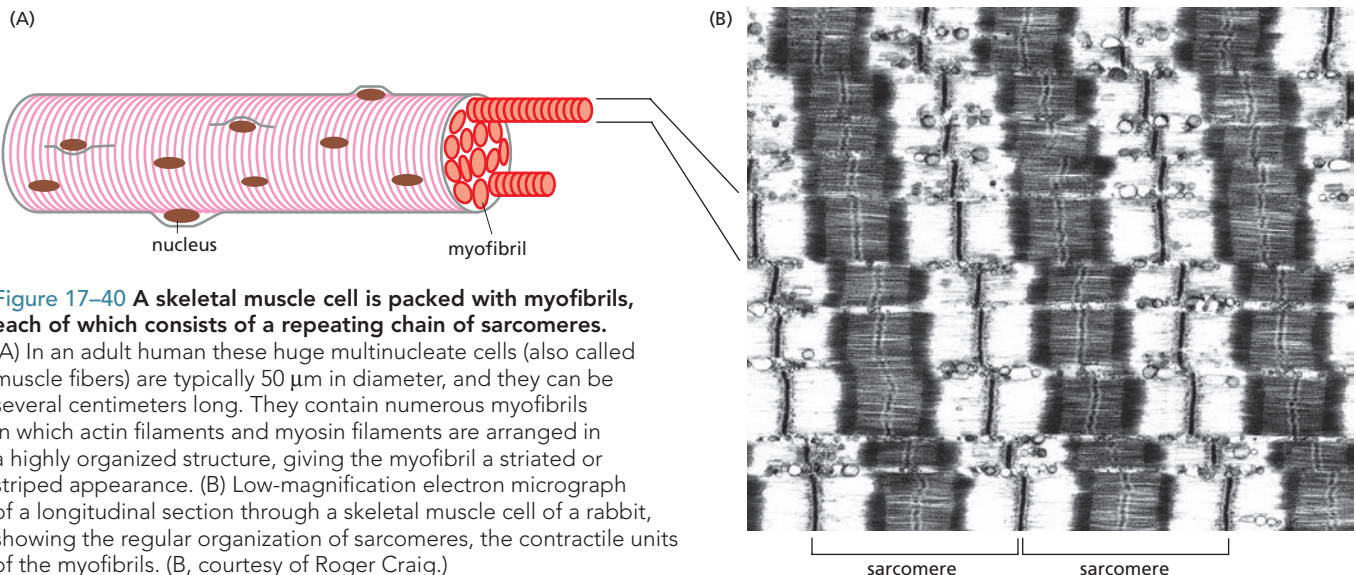 (A)
nucleus
myofibril
Figure 17–40 A skeletal muscle cell is packed with myofibrils,
each of which consists of a repeating chain of sarcomeres.
(A) In an adult human these huge multinucleate cells (also called
muscle fibers) are typically 50 μm in diameter, and they can be
several centimeters long. They contain numerous myofibrils
in which actin filaments and myosin filaments are arranged in
a highly organized structure, giving the myofibril a striated or
striped appearance. (B) Low-magnification electron micrograph
of a longitudinal section through a skeletal muscle cell of a rabbit,
showing the regular organization of sarcomeres, the contractile units
of the myofibrils. (B, courtesy of Roger Craig.)
(B)
sarcomere
sarcomere